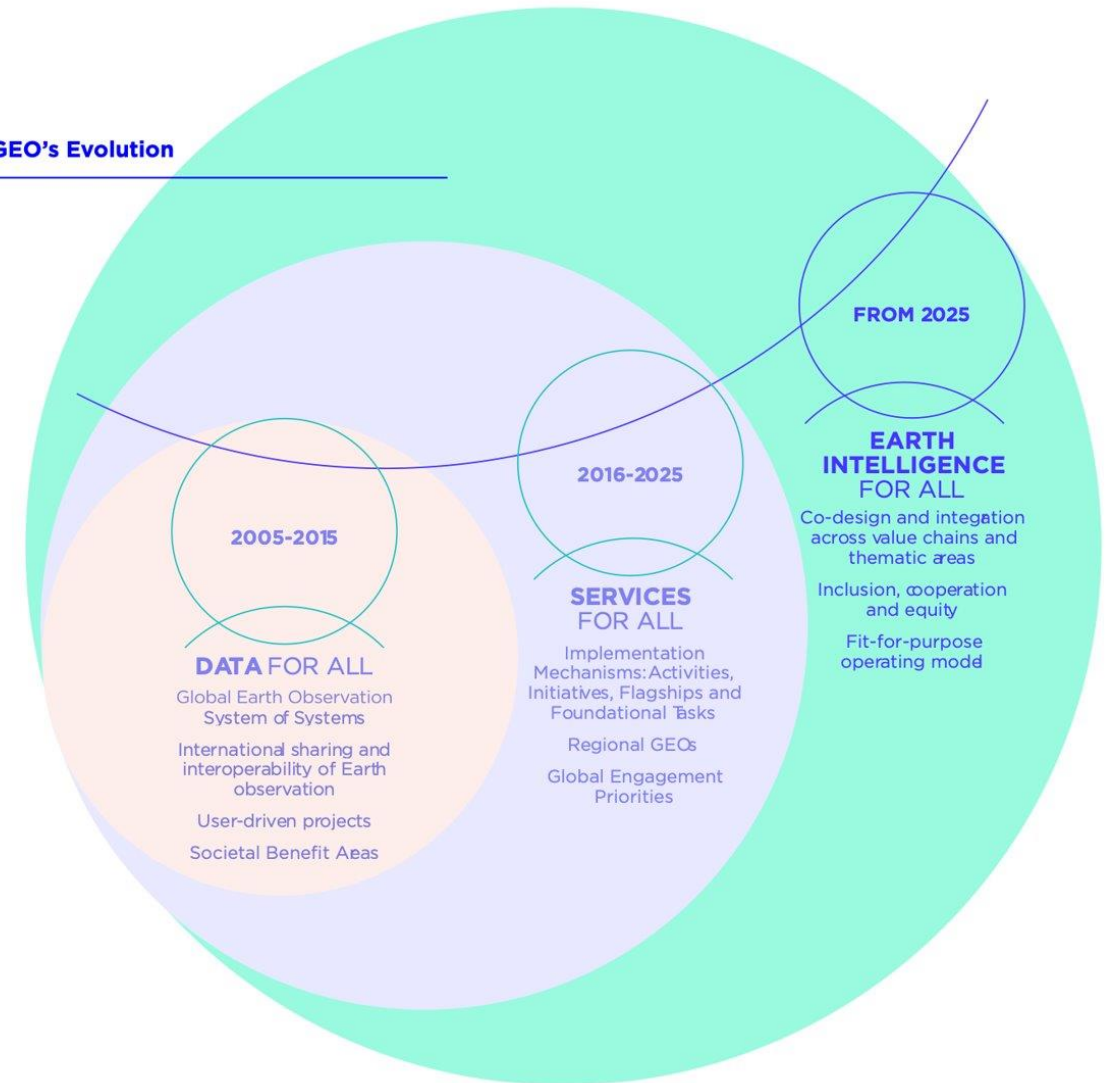 GEO's Evolution
2005-2015
DATA FOR ALL
Global Earth Observation
System of Systems
International sharing and
interoperability of Earth
observation
User-driven projects
Societal Benefit Areas
2016-2025
SERVICES
FOR ALL
Implementation
Mechanisms: Activities,
Initiatives, Flagships and
Foundational Tasks
Regional GEOs
Global Engagement
Priorities
FROM 2025
EARTH
INTELLIGENCE
FOR ALL
Co-design and integration
across value chains and
thematic areas
Inclusion, cooperation
and equity
Fit-for-purpose
operating model